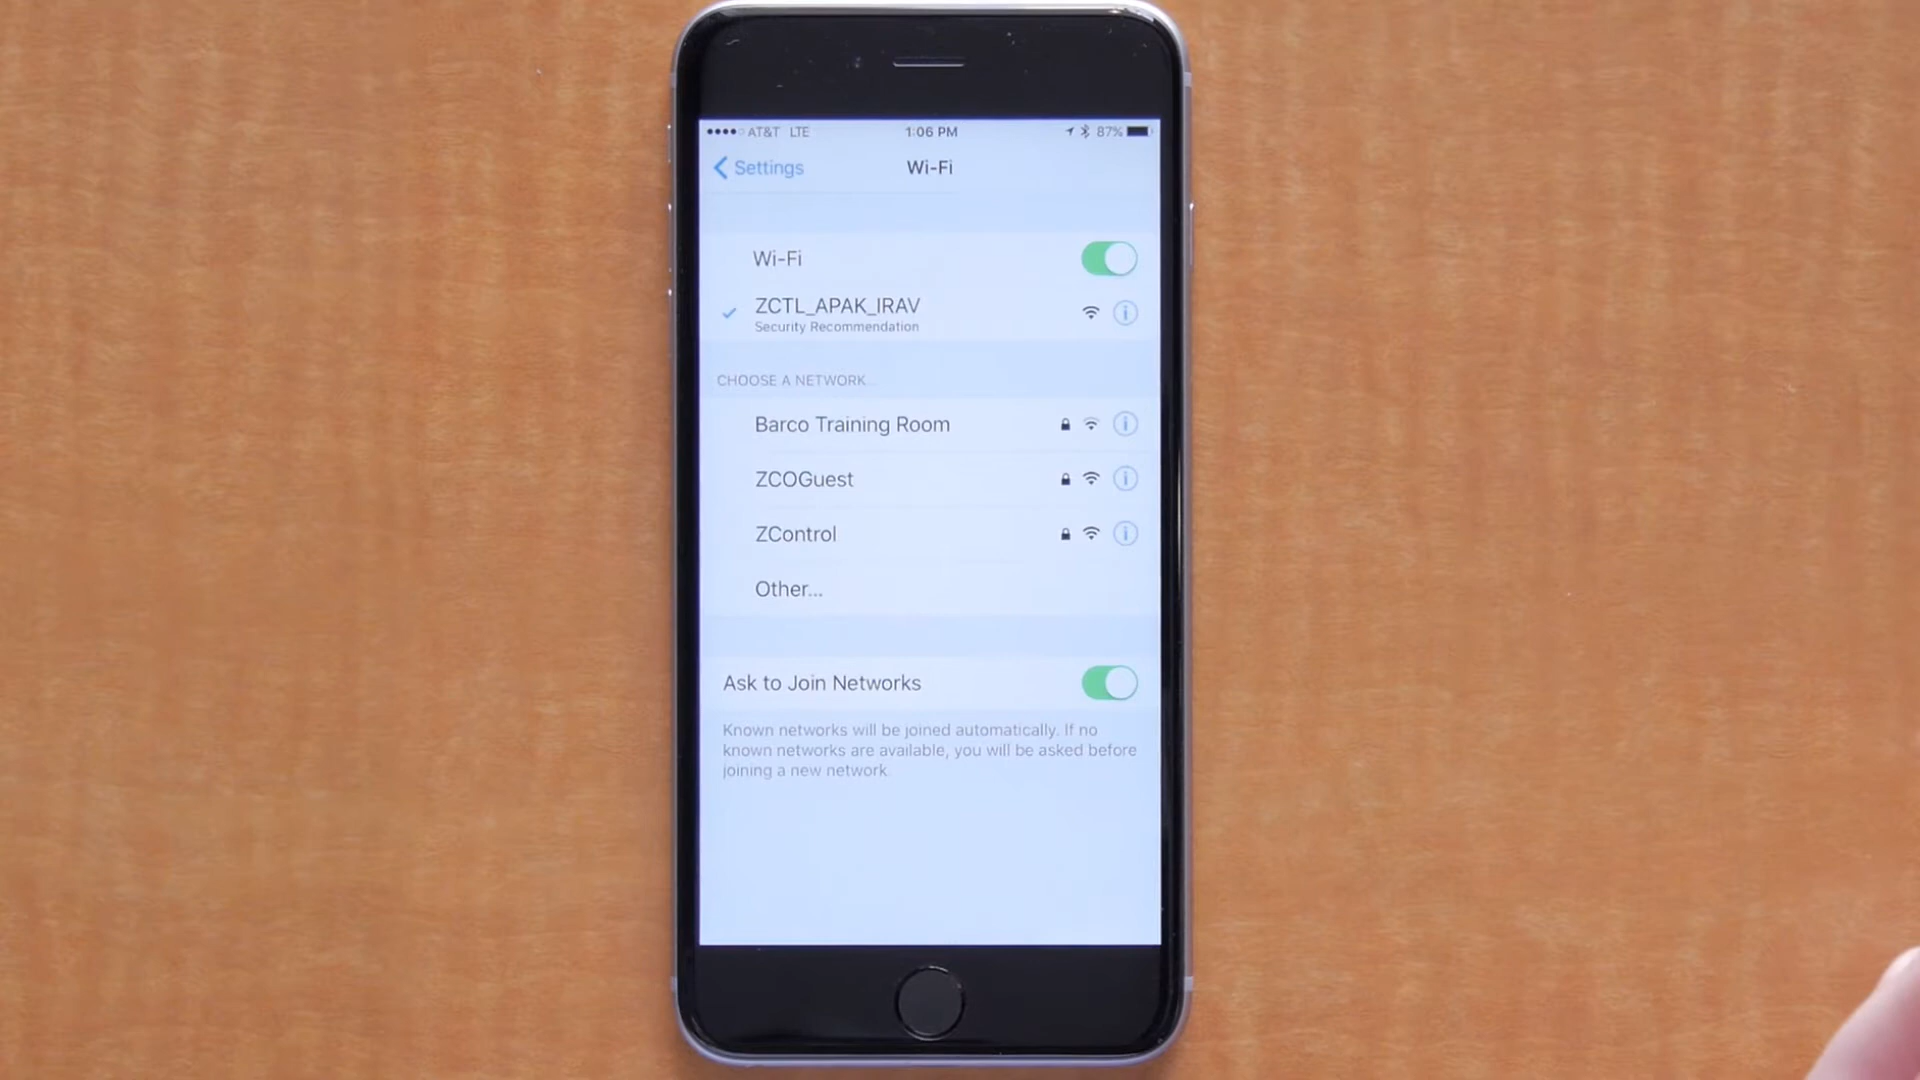 AT&T LTE 1:06 PM 87%
Settings Wi-Fi
Wi-Fi
ZCTL_APAK_IRAV
Security Recommendation
CHOOSE A NETWORK...
Barco Training Room
ZCOGuest
ZControl
Other...
Ask to Join Networks
Known networks will be joined automatically. If no
known networks are available, you will be asked before
joining a new network.